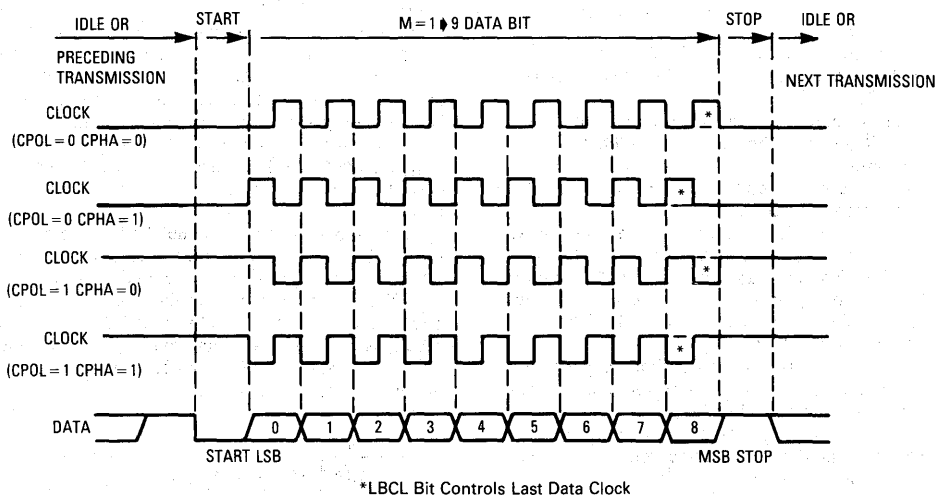 IDLE OR
START
M = 1 ➧ 9 DATA BIT
STOP
IDLE OR
PRECEDING
TRANSMISSION
NEXT TRANSMISSION
CLOCK
(CPOL = 0 CPHA = 0)
*
CLOCK
(CPOL = 0 CPHA = 1)
*
CLOCK
(CPOL = 1 CPHA = 0)
*
CLOCK
(CPOL = 1 CPHA = 1)
*
DATA
0 1 2 3 4 5 6 7 8
START LSB
MSB STOP
*LBCL Bit Controls Last Data Clock